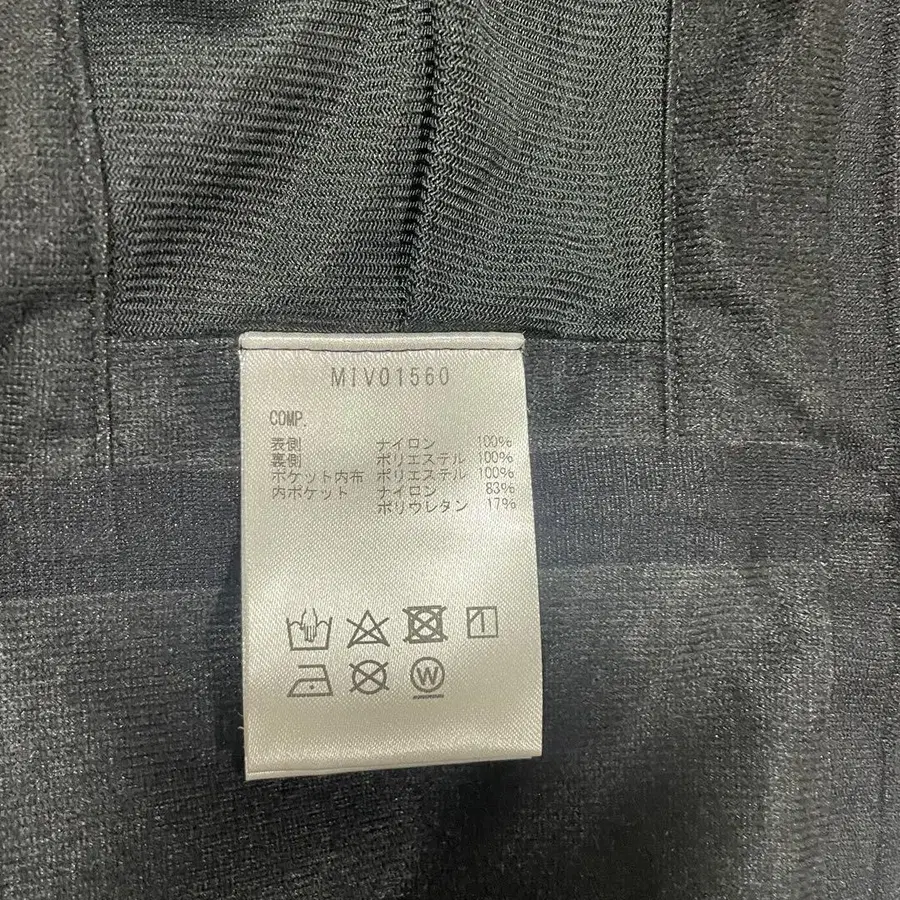 MIV01560
COMP.
表側 ナイロン 100%
裏側 ポリエステル 100%
ポケット内布 ポリエステル 100%
内ポケット ナイロン 83%
ポリウレタン 17%
W